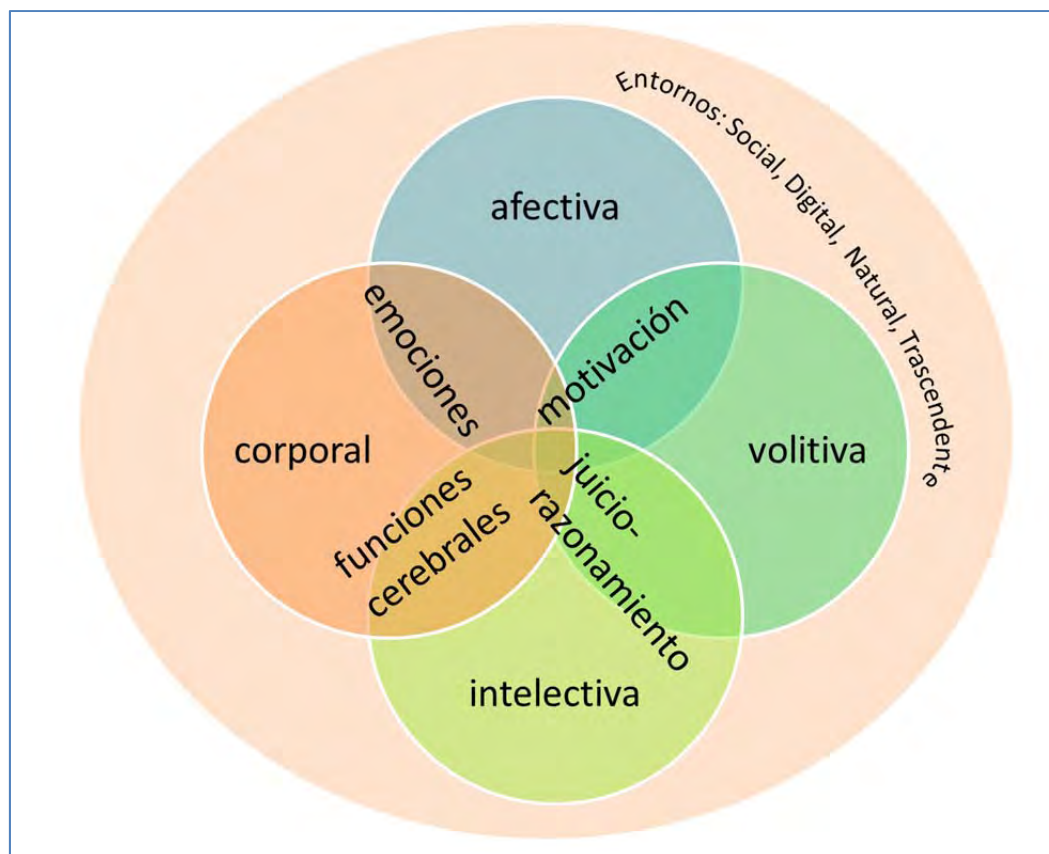 Entornos: Social, Digital, Natural, Trascendente
afectiva
emociones
motivación
corporal
volitiva
funciones
cerebrales
juicio-
razonamiento
intelectiva